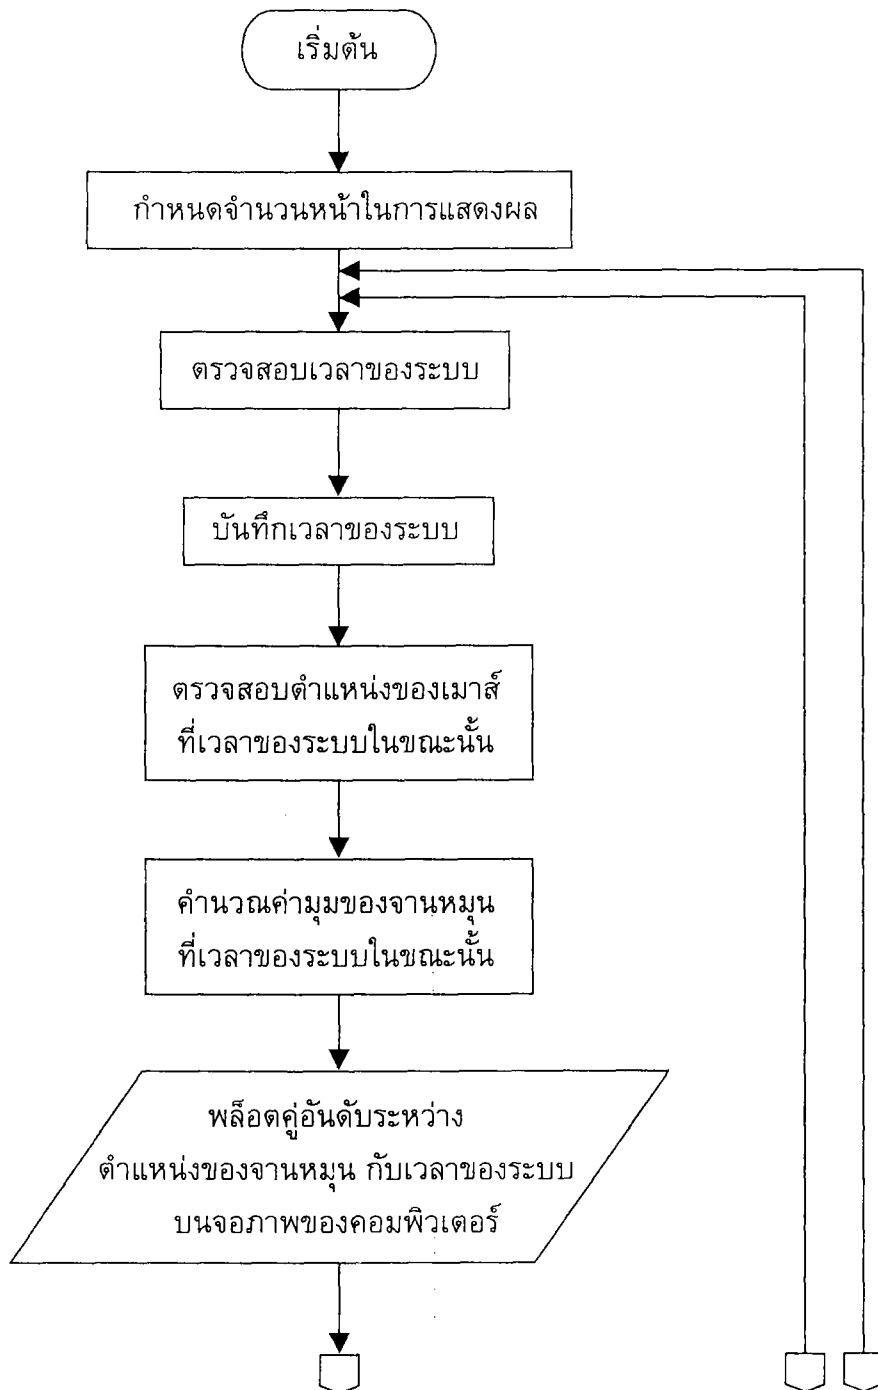 เริ่มต้น
กำหนดจำนวนหน้าในการแสดงผล
ตรวจสอบเวลาของระบบ
บันทึกเวลาของระบบ
ตรวจสอบตำแหน่งของเมาส์
ที่เวลาของระบบในขณะนั้น
คำนวณค่ามุมของจานหมุน
ที่เวลาของระบบในขณะนั้น
พล็อตคู่อันดับระหว่าง
ตำแหน่งของจานหมุน กับเวลาของระบบ
บนจอภาพของคอมพิวเตอร์